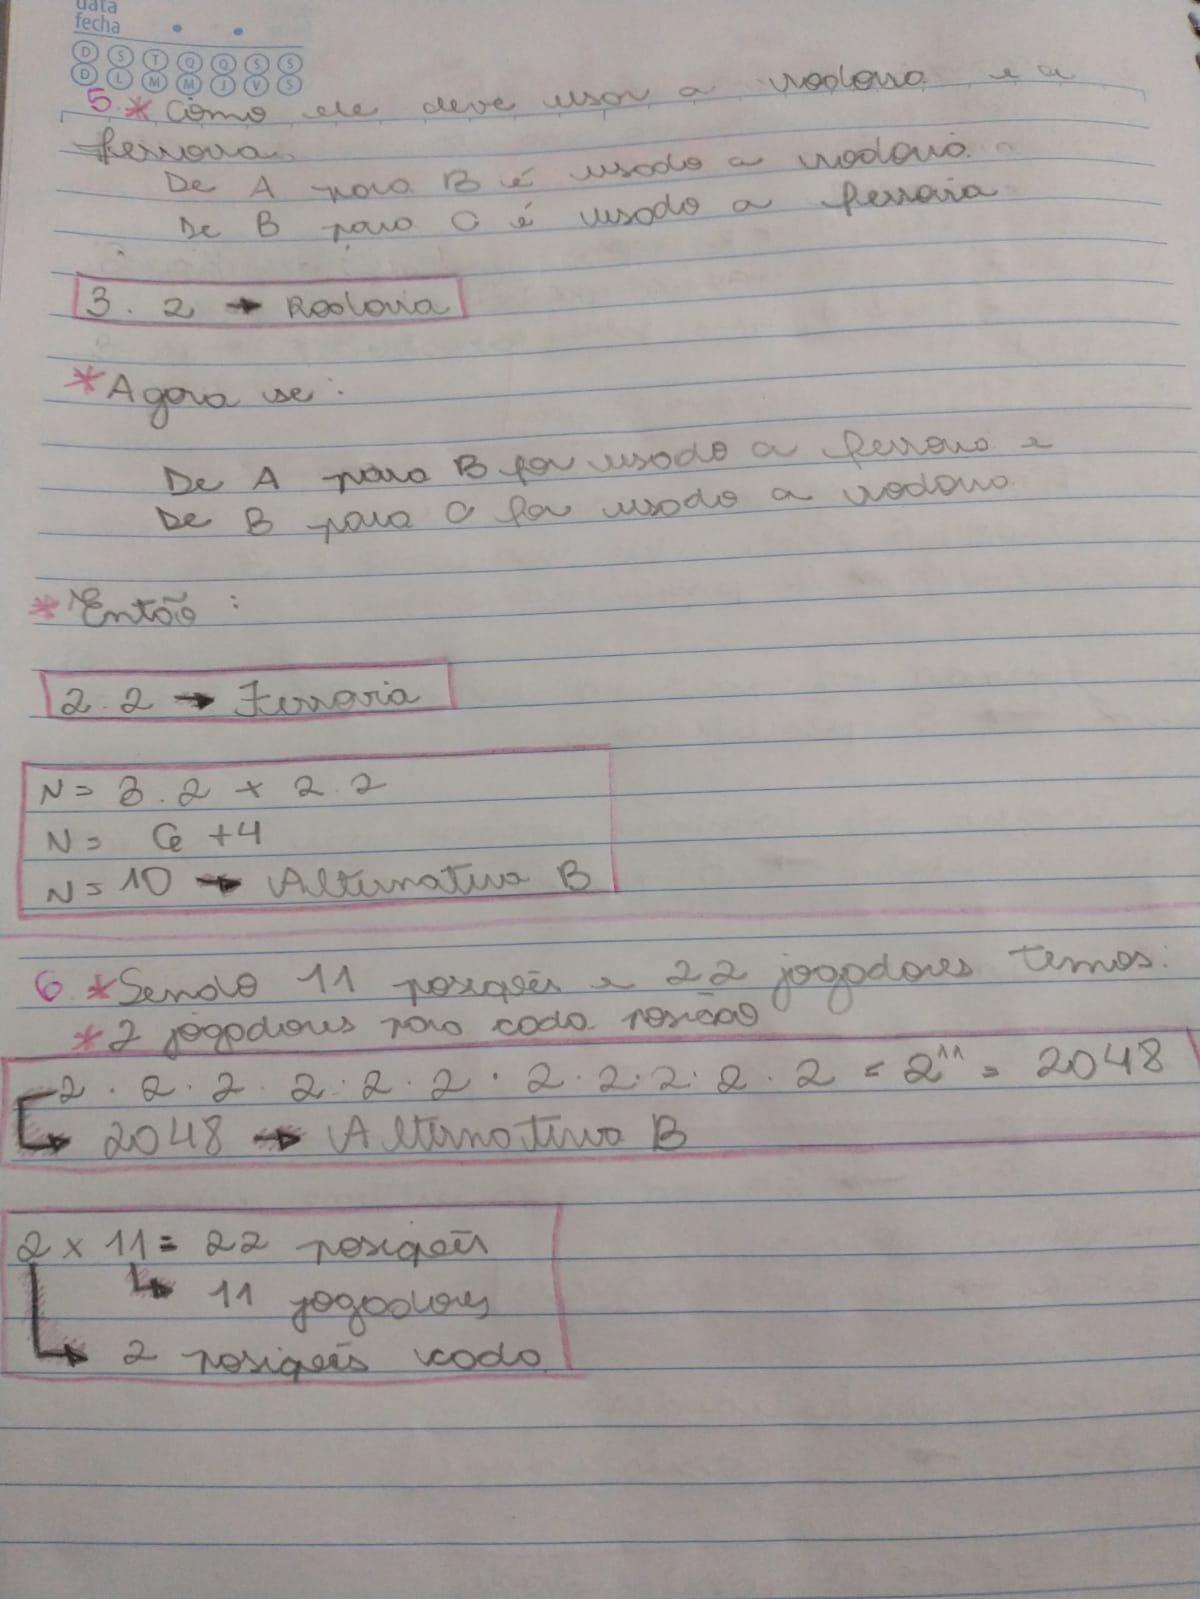 data
fecha
D S T Q Q S S
D L M M J V S
5 * Como ele deve usar a rodovia e a
ferrovia.
De A para B é usado a rodovia
De B para C é usado a ferrovia
3 . 2 → Rodovia
* Agora se :
De A para B for usado a ferrovia e
De B para C for usado a rodovia.
* Então :
2 . 2 → Ferrovia
N = 3 . 2 + 2 . 2
N = 6 + 4
N = 10 → Alternativa B
6 * Sendo 11 posições e 22 jogadores temos:
* 2 jogadores para cada posição
2 . 2 . 2 . 2 . 2 . 2 . 2 . 2 . 2 . 2 . 2 = 2¹¹ = 2048
↳ 2048 → Alternativa B
2 x 11 = 22 posições
↳ 11 jogadores
↳ 2 posições cada